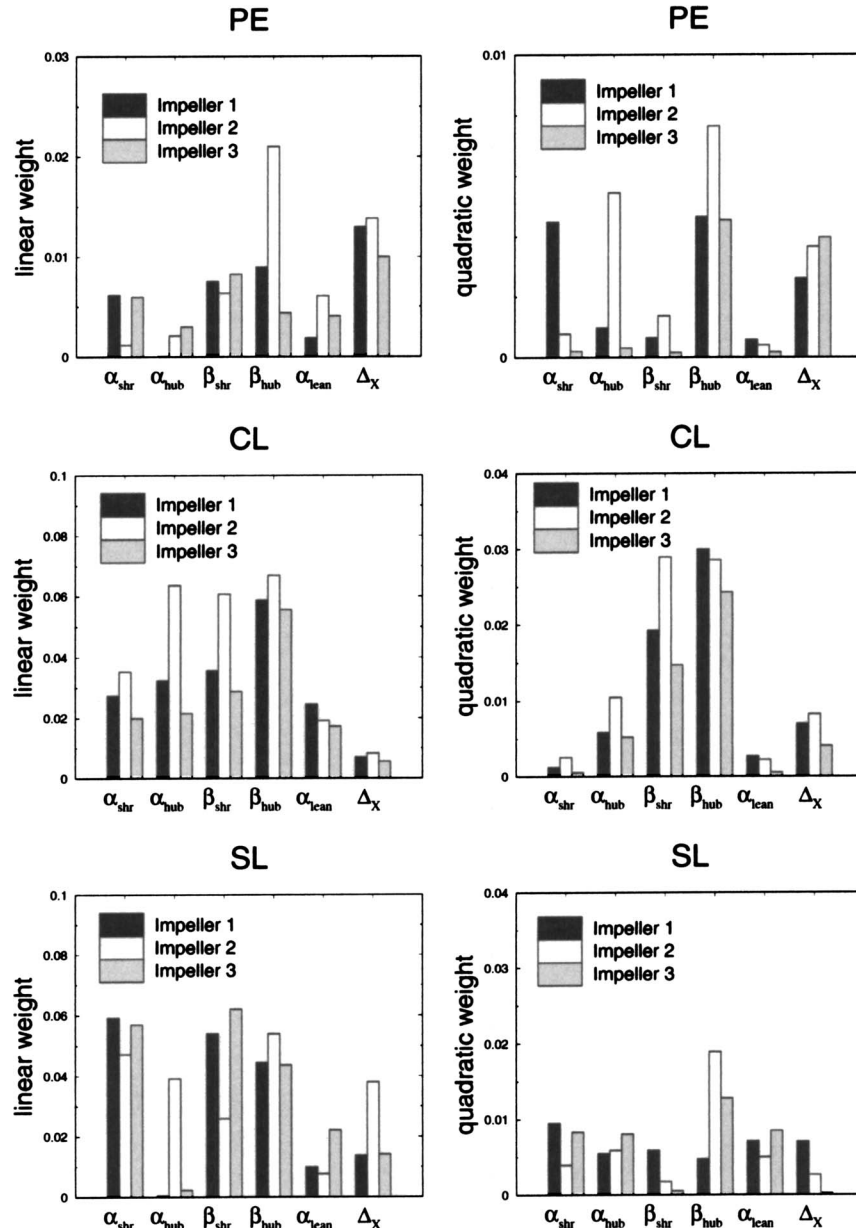 PE
PE
0.03
0.02
0.01
0
linear weight
Impeller 1
Impeller 2
Impeller 3
αshr αhub βshr βhub αlean ΔX
0.01
0
quadratic weight
Impeller 1
Impeller 2
Impeller 3
αshr αhub βshr βhub αlean ΔX
CL
CL
0.1
0.08
0.06
0.04
0.02
0
linear weight
Impeller 1
Impeller 2
Impeller 3
αshr αhub βshr βhub αlean ΔX
0.04
0.03
0.02
0.01
0
quadratic weight
Impeller 1
Impeller 2
Impeller 3
αshr αhub βshr βhub αlean ΔX
SL
SL
0.1
0.08
0.06
0.04
0.02
0
linear weight
Impeller 1
Impeller 2
Impeller 3
αshr αhub βshr βhub αlean ΔX
0.04
0.03
0.02
0.01
0
quadratic weight
Impeller 1
Impeller 2
Impeller 3
αshr αhub βshr βhub αlean ΔX